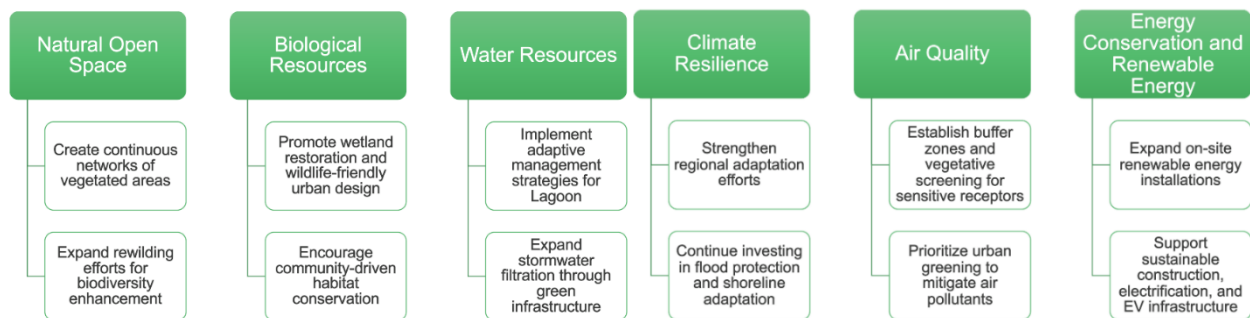 Natural Open
Space
Create continuous
networks of
vegetated areas
Expand rewilding
efforts for
biodiversity
enhancement
Biological
Resources
Promote wetland
restoration and
wildlife-friendly
urban design
Encourage
community-driven
habitat
conservation
Water Resources
Implement
adaptive
management
strategies for
Lagoon
Expand
stormwater
filtration through
green
infrastructure
Climate
Resilience
Strengthen
regional adaptation
efforts
Continue investing
in flood protection
and shoreline
adaptation
Air Quality
Establish buffer
zones and
vegetative
screening for
sensitive receptors
Prioritize urban
greening to
mitigate air
pollutants
Energy
Conservation and
Renewable
Energy
Expand on-site
renewable energy
installations
Support
sustainable
construction,
electrification, and
EV infrastructure